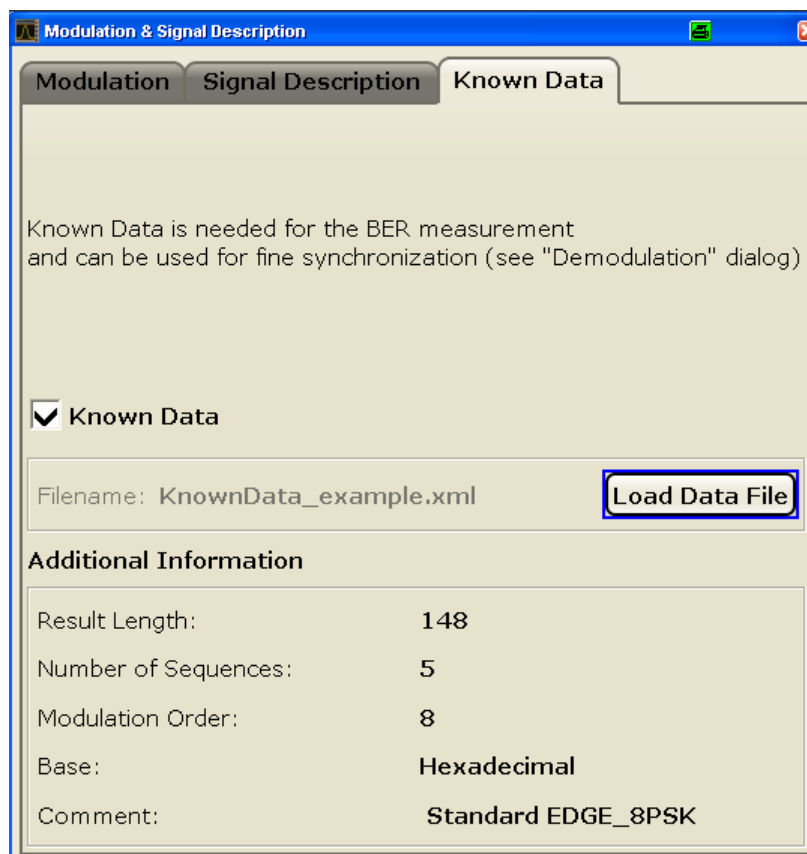 Modulation & Signal Description
Modulation Signal Description Known Data
Known Data is needed for the BER measurement
and can be used for fine synchronization (see "Demodulation" dialog)
Known Data
Filename: KnownData_example.xml Load Data File
Additional Information
Result Length: 148
Number of Sequences: 5
Modulation Order: 8
Base: Hexadecimal
Comment: Standard EDGE_8PSK